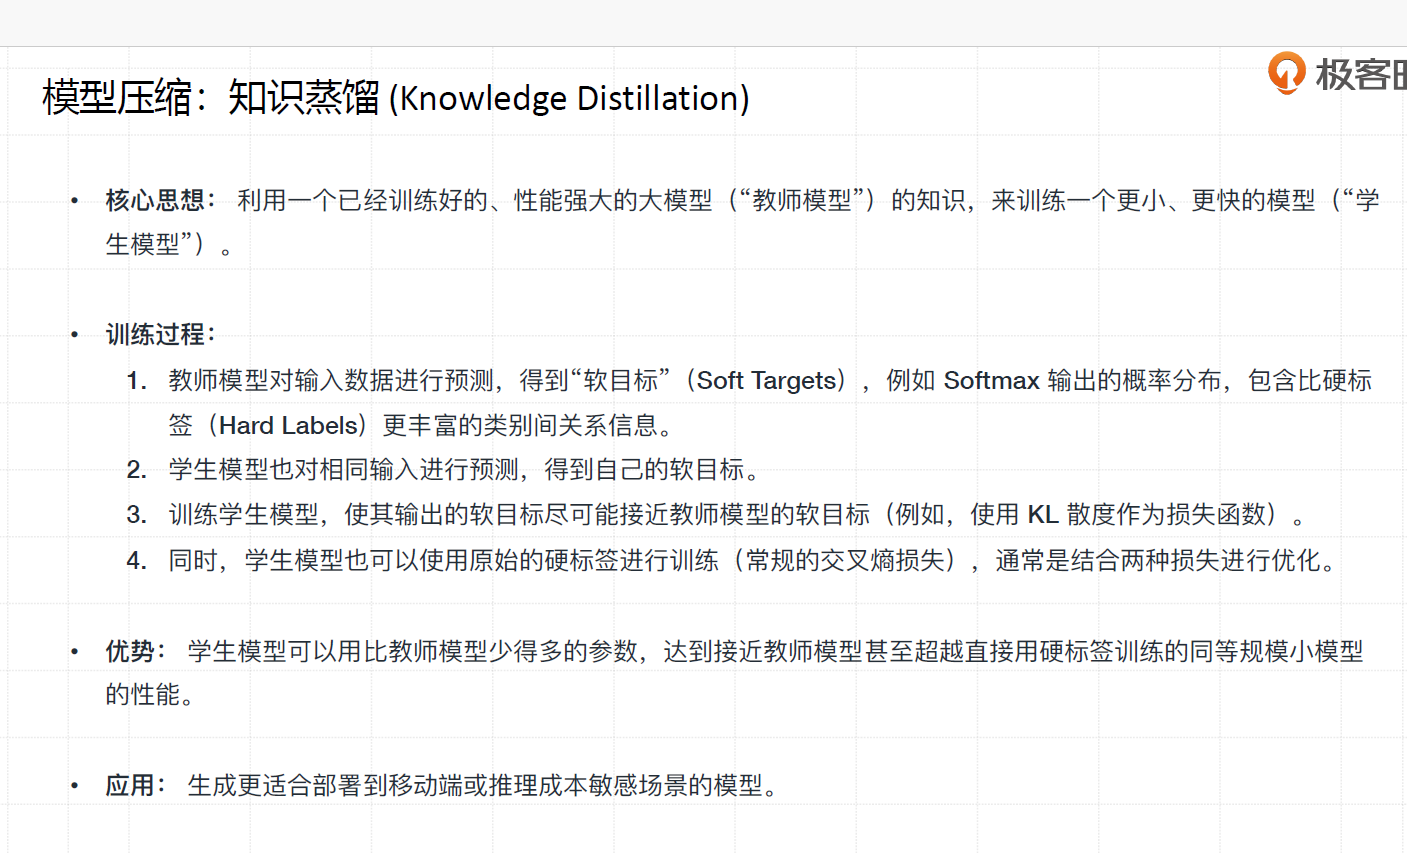 极客时
模型压缩：知识蒸馏 (Knowledge Distillation)
• 核心思想： 利用一个已经训练好的、性能强大的大模型（“教师模型”）的知识，来训练一个更小、更快的模型（“学
生模型”）。
• 训练过程：
1. 教师模型对输入数据进行预测，得到“软目标”（Soft Targets），例如 Softmax 输出的概率分布，包含比硬标
签（Hard Labels）更丰富的类别间关系信息。
2. 学生模型也对相同输入进行预测，得到自己的软目标。
3. 训练学生模型，使其输出的软目标尽可能接近教师模型的软目标（例如，使用 KL 散度作为损失函数）。
4. 同时，学生模型也可以使用原始的硬标签进行训练（常规的交叉熵损失），通常是结合两种损失进行优化。
• 优势： 学生模型可以用比教师模型少得多的参数，达到接近教师模型甚至超越直接用硬标签训练的同等规模小模型
的性能。
• 应用： 生成更适合部署到移动端或推理成本敏感场景的模型。